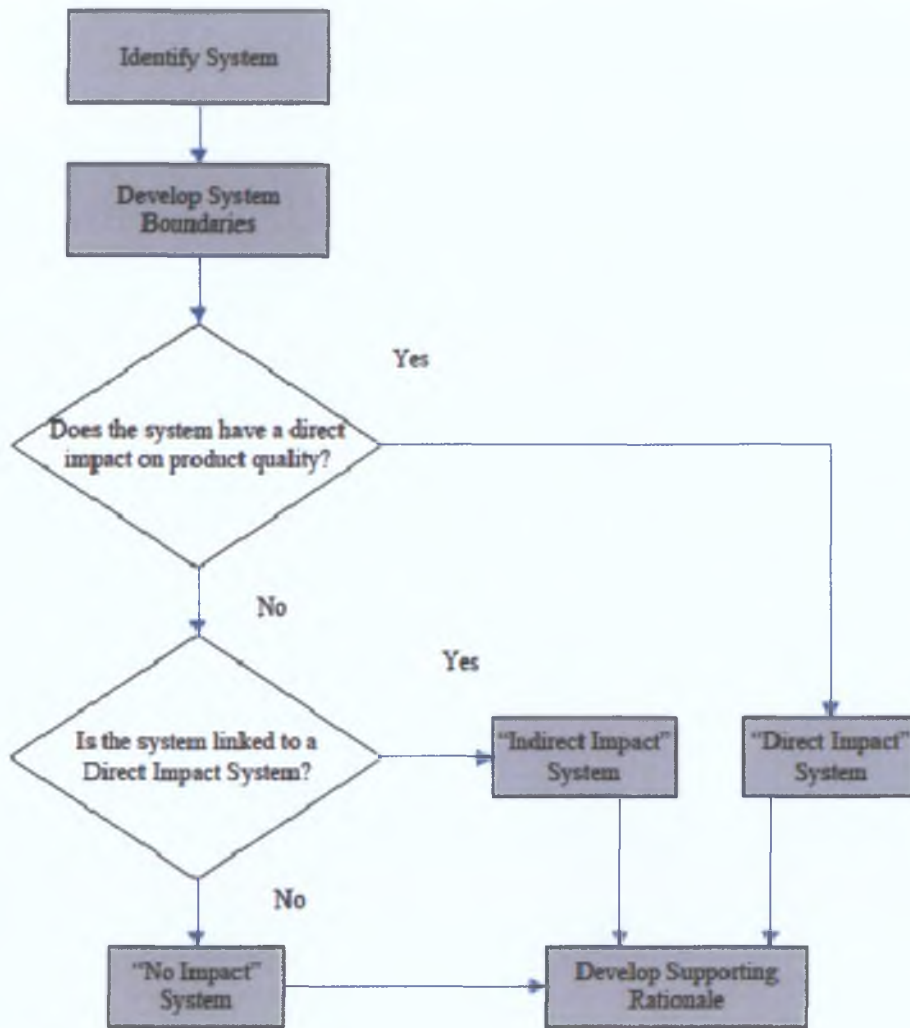 Identify System
Develop System
Boundaries
Yes
Does the system have a direct
impact on product quality?
No
Yes
Is the system linked to a
Direct Impact System?
"Indirect Impact"
System
"Direct Impact"
System
No
"No Impact"
System
Develop Supporting
Rationale